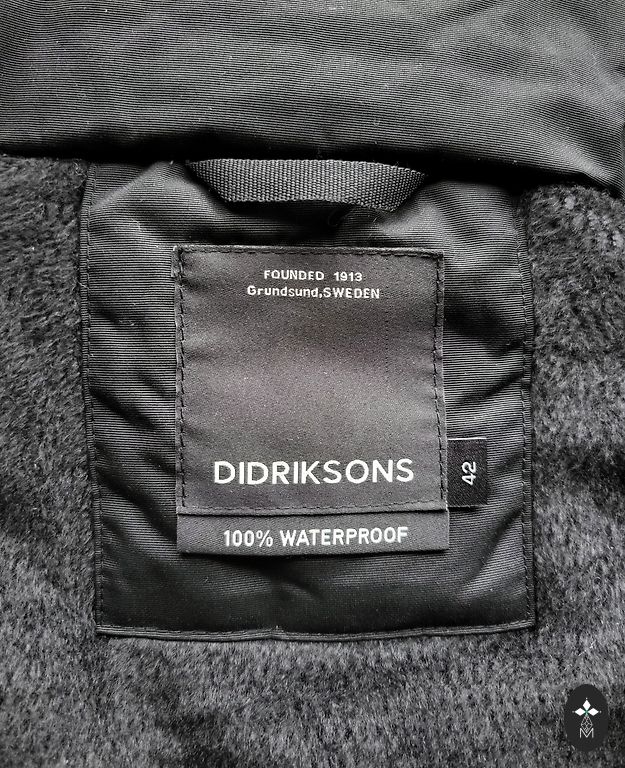 FOUNDED 1913
Grundsund,SWEDEN
DIDRIKSONS
42
100% WATERPROOF
M